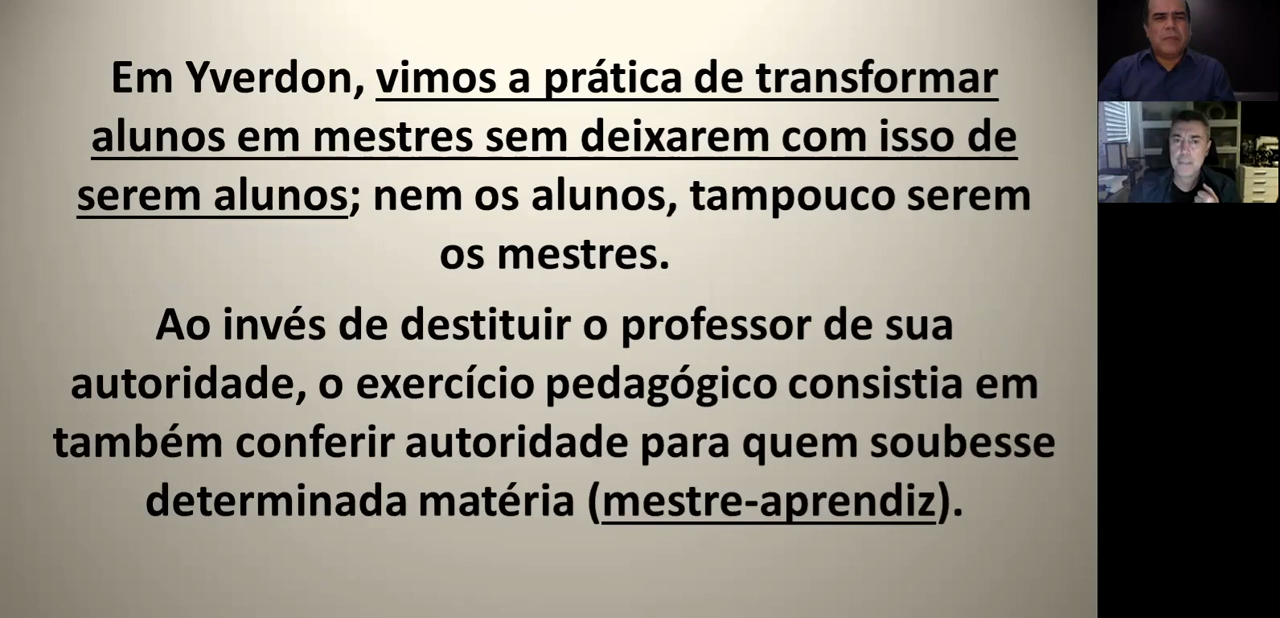 Em Yverdon, vimos a prática de transformar
alunos em mestres sem deixarem com isso de
serem alunos; nem os alunos, tampouco serem
os mestres.
Ao invés de destituir o professor de sua
autoridade, o exercício pedagógico consistia em
também conferir autoridade para quem soubesse
determinada matéria (mestre-aprendiz).